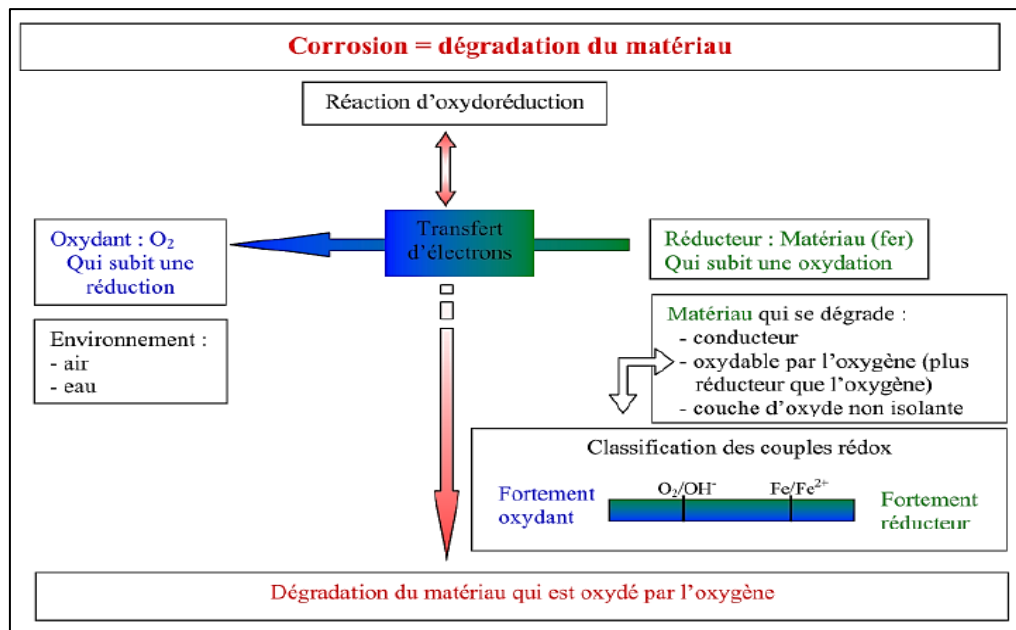 Corrosion = dégradation du matériau
Réaction d'oxydoréduction
Transfert
d'électrons
Oxydant : O₂
Qui subit une
réduction
Réducteur : Matériau (fer)
Qui subit une oxydation
Environnement :
- air
- eau
Matériau qui se dégrade :
- conducteur
- oxydable par l'oxygène (plus
réducteur que l'oxygène)
- couche d'oxyde non isolante
Classification des couples rédox
O₂/OH⁻ Fe/Fe²⁺
Fortement
oxydant
Fortement
réducteur
Dégradation du matériau qui est oxydé par l'oxygène